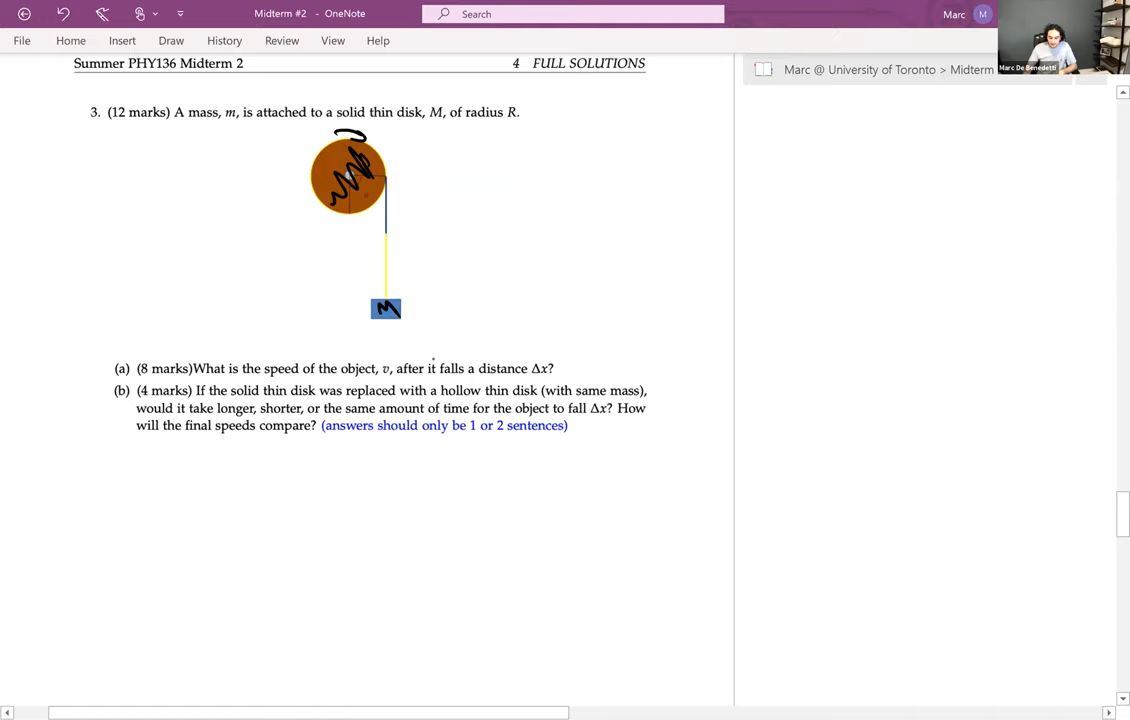 Midterm #2 - OneNote
Search
Marc
M
File Home Insert Draw History Review View Help
Marc De Benedetti
Summer PHY136 Midterm 2
4 FULL SOLUTIONS
Marc @ University of Toronto > Midterm
3. (12 marks) A mass, m, is attached to a solid thin disk, M, of radius R.
M
(a) (8 marks)What is the speed of the object, v, after it falls a distance Δx?
(b) (4 marks) If the solid thin disk was replaced with a hollow thin disk (with same mass),
would it take longer, shorter, or the same amount of time for the object to fall Δx? How
will the final speeds compare? (answers should only be 1 or 2 sentences)